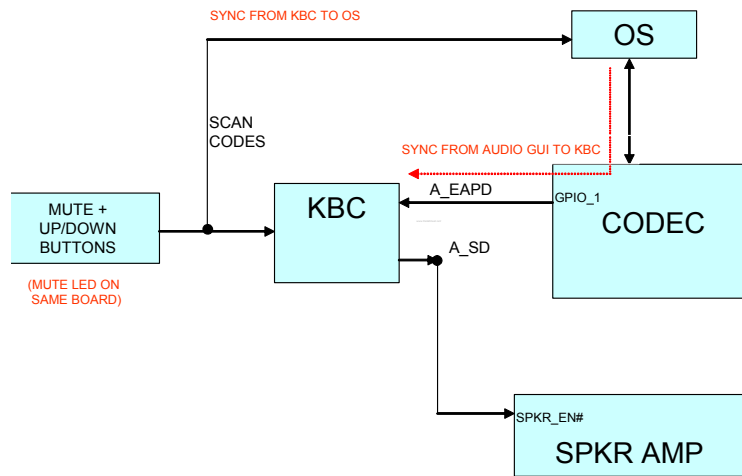 SYNC FROM KBC TO OS
OS
SCAN
CODES
SYNC FROM AUDIO GUI TO KBC
A_EAPD
GPIO_1
KBC
CODEC
MUTE +
UP/DOWN
BUTTONS
A_SD
(MUTE LED ON
SAME BOARD)
SPKR_EN#
SPKR AMP